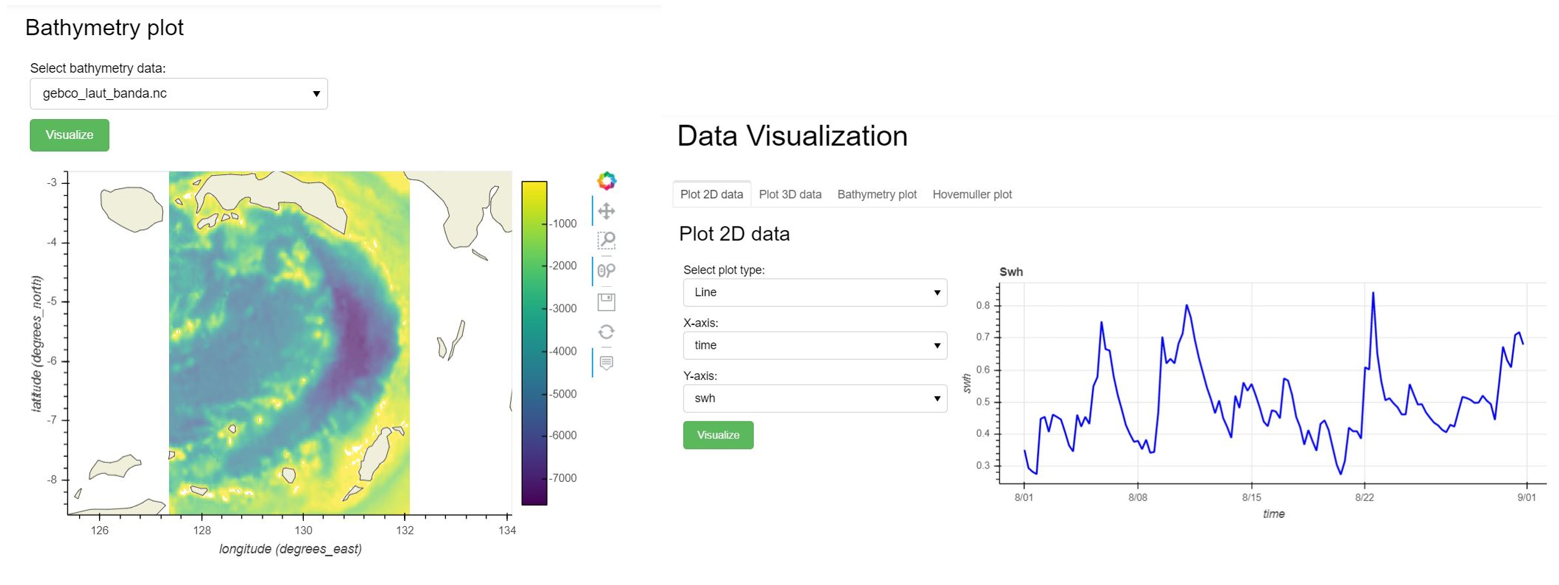 Bathymetry plot
Select bathymetry data:
gebco_laut_banda.nc
Visualize
-3
-4
-5
-6
-7
-8
latitude (degrees_north)
126
128
130
132
134
longitude (degrees_east)
-1000
-2000
-3000
-4000
-5000
-6000
-7000
Data Visualization
Plot 2D data Plot 3D data Bathymetry plot Hovemuller plot
Plot 2D data
Select plot type:
Line
X-axis:
time
Y-axis:
swh
Visualize
Swh
0.8
0.7
0.6
0.5
0.4
0.3
swh
8/01
8/08
8/15
8/22
9/01
time